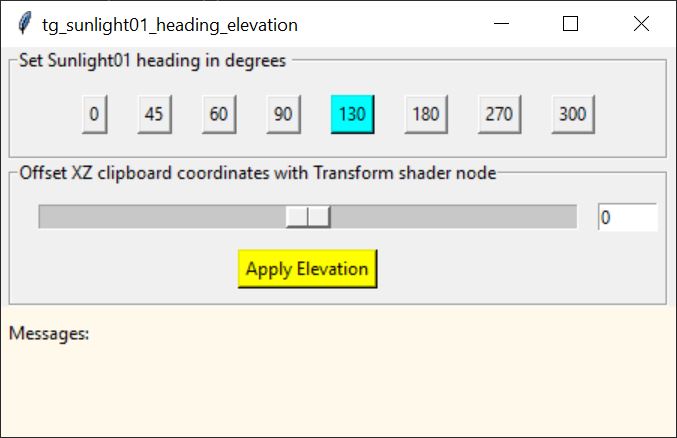 tg_sunlight01_heading_elevation
Set Sunlight01 heading in degrees
0 45 60 90 130 180 270 300
Offset XZ clipboard coordinates with Transform shader node
0
Apply Elevation
Messages: